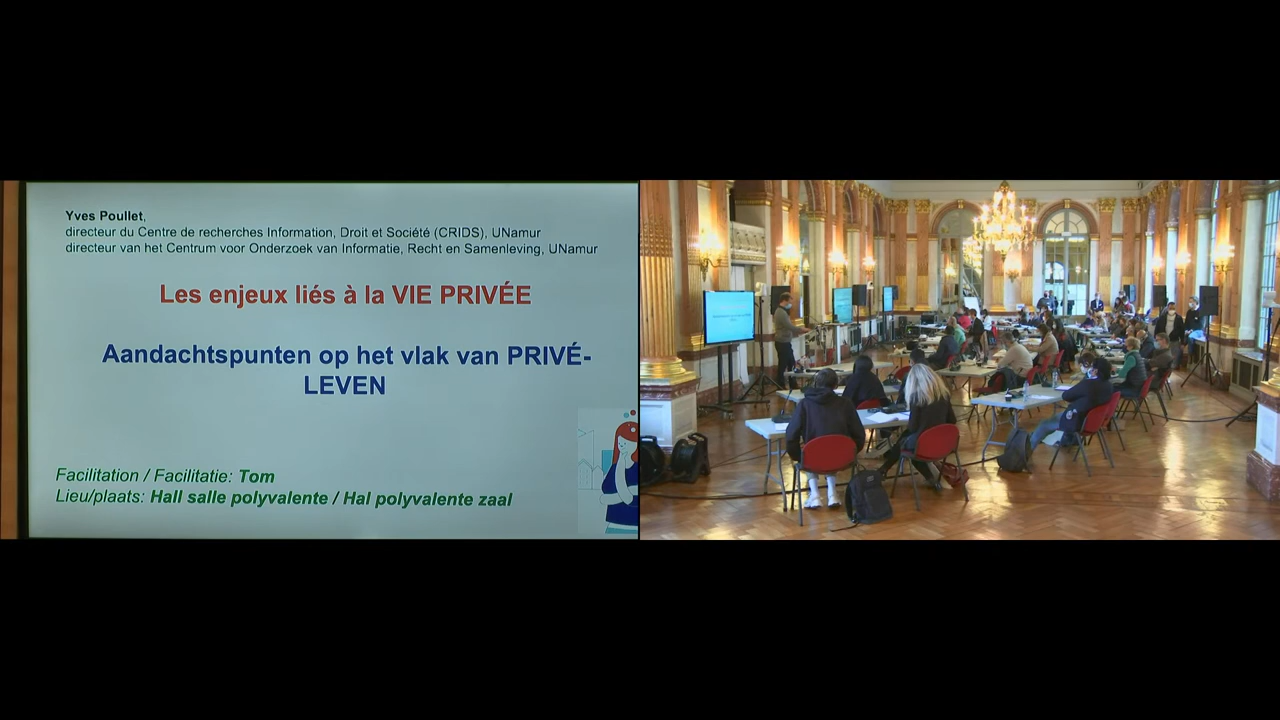 Yves Poullet,
directeur du Centre de recherches Information, Droit et Société (CRIDS), UNamur
directeur van het Centrum voor Onderzoek van Informatie, Recht en Samenleving, UNamur
Les enjeux liés à la VIE PRIVÉE
Aandachtspunten op het vlak van PRIVÉ-
LEVEN
Facilitation / Facilitatie: Tom
Lieu/plaats: Hall salle polyvalente / Hal polyvalente zaal